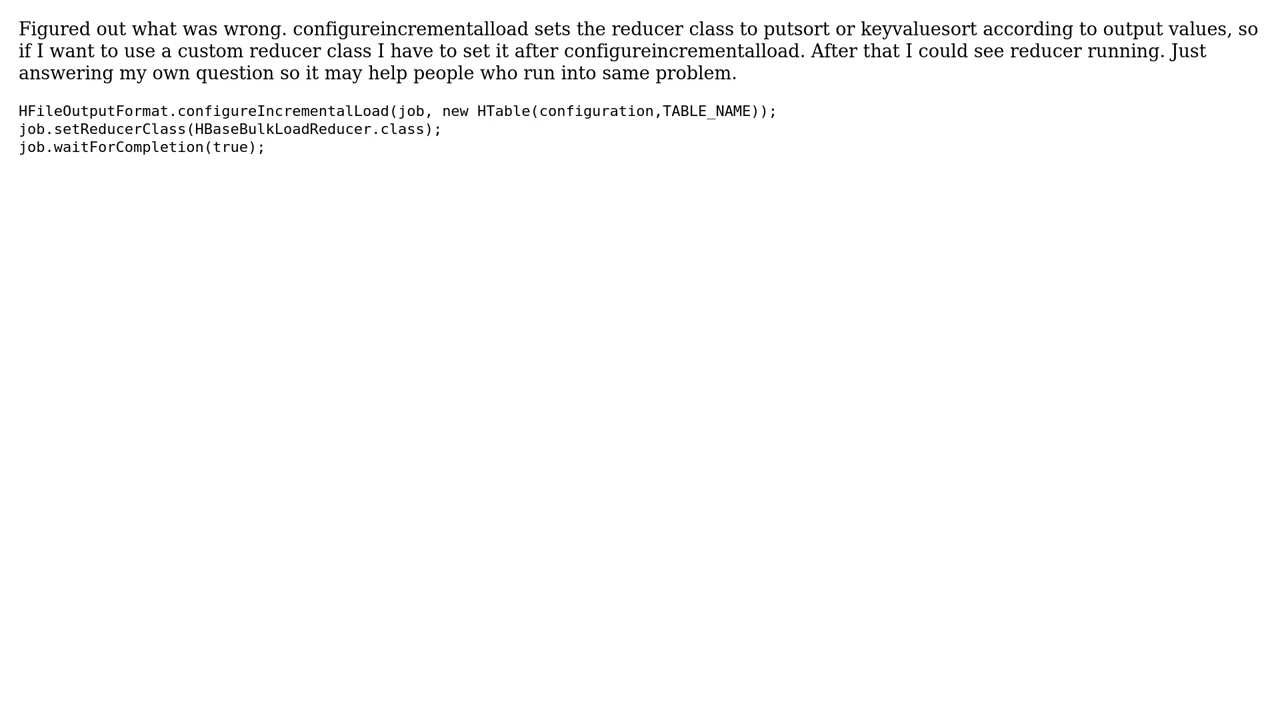 Figured out what was wrong. configureincrementalload sets the reducer class to putsort or keyvaluesort according to output values, so
if I want to use a custom reducer class I have to set it after configureincrementalload. After that I could see reducer running. Just
answering my own question so it may help people who run into same problem.
HFileOutputFormat.configureIncrementalLoad(job, new HTable(configuration,TABLE_NAME));
job.setReducerClass(HBaseBulkLoadReducer.class);
job.waitForCompletion(true);